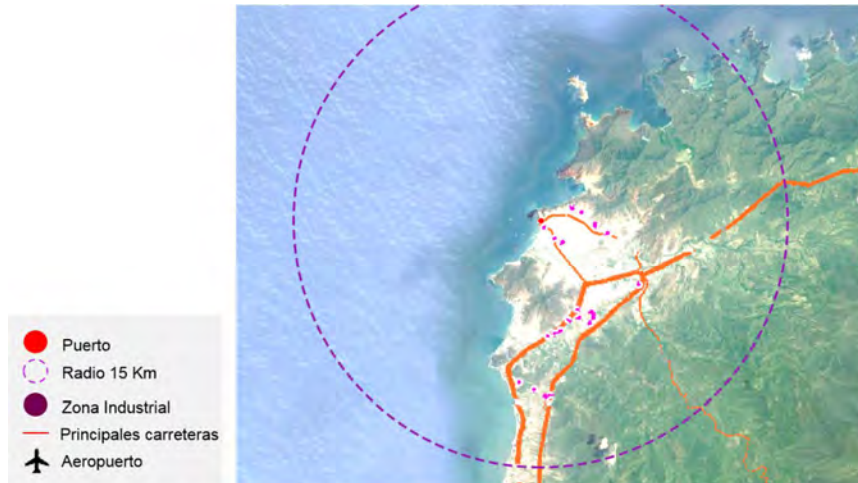 Puerto
Radio 15 Km
Zona Industrial
Principales carreteras
Aeropuerto